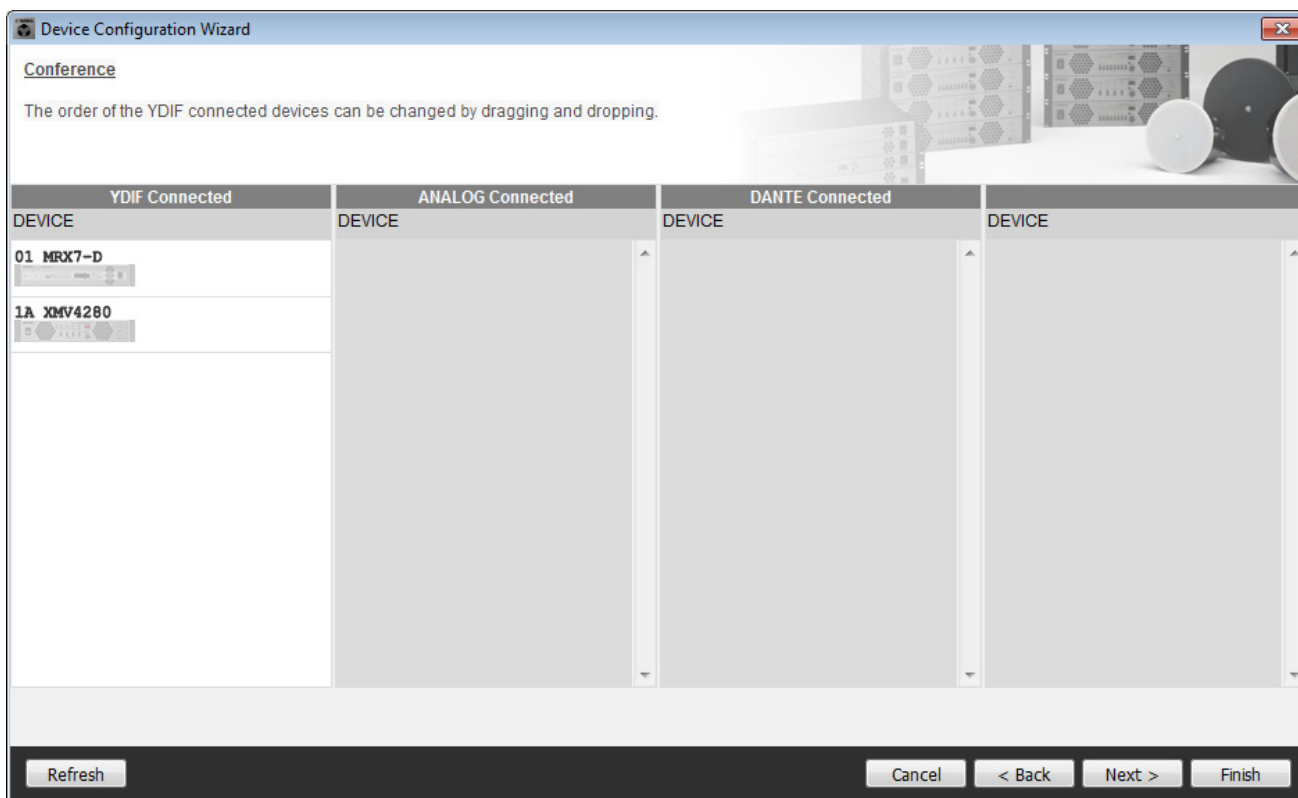 Device Configuration Wizard
Conference
The order of the YDIF connected devices can be changed by dragging and dropping.
YDIF Connected
ANALOG Connected
DANTE Connected
DEVICE
DEVICE
DEVICE
DEVICE
01 MRX7-D
1A XMV4280
Refresh
Cancel
< Back
Next >
Finish